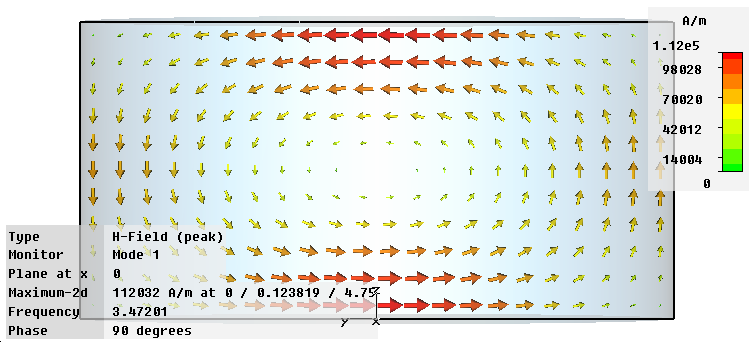 A/m
1.12e5
98028
70020
42012
14004
0
Type H-Field (peak)
Monitor Mode 1
Plane at x 0
Maximum-2d 112032 A/m at 0 / 0.123819 / 4.75
Frequency 3.47201
Phase 90 degrees
z
y x